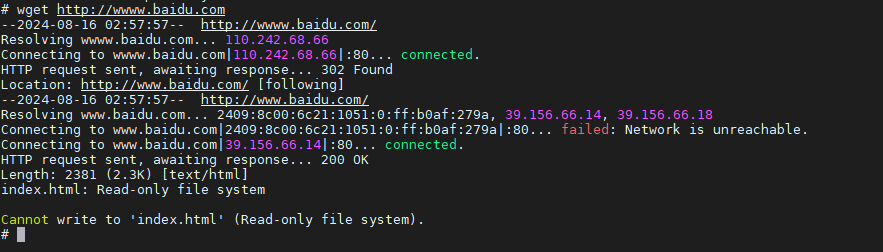 # wget http://wwww.baidu.com
--2024-08-16 02:57:57--  http://wwww.baidu.com/
Resolving wwww.baidu.com... 110.242.68.66
Connecting to wwww.baidu.com|110.242.68.66|:80... connected.
HTTP request sent, awaiting response... 302 Found
Location: http://www.baidu.com/ [following]
--2024-08-16 02:57:57--  http://www.baidu.com/
Resolving www.baidu.com... 2409:8c00:6c21:1051:0:ff:b0af:279a, 39.156.66.14, 39.156.66.18
Connecting to www.baidu.com|2409:8c00:6c21:1051:0:ff:b0af:279a|:80... failed: Network is unreachable.
Connecting to www.baidu.com|39.156.66.14|:80... connected.
HTTP request sent, awaiting response... 200 OK
Length: 2381 (2.3K) [text/html]
index.html: Read-only file system
Cannot write to 'index.html' (Read-only file system).
#